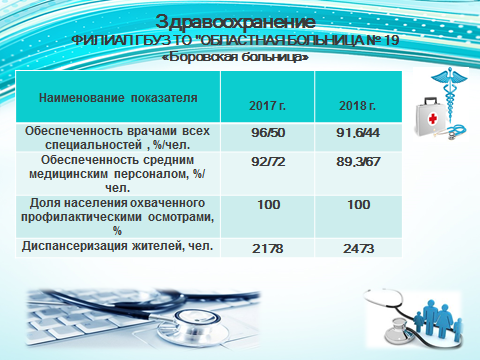 Здравоохранение
ФИЛИАЛ ГБУЗ ТО "ОБЛАСТНАЯ БОЛЬНИЦА № 19
«Боровская больница»
Наименование показателя 2017 г. 2018 г.
Обеспеченность врачами всех
специальностей , %/чел. 96/50 91,6/44
Обеспеченность средним
медицинским персоналом, %/
чел. 92/72 89,3/67
Доля населения охваченного
профилактическими осмотрами,
% 100 100
Диспансеризация жителей, чел. 2178 2473